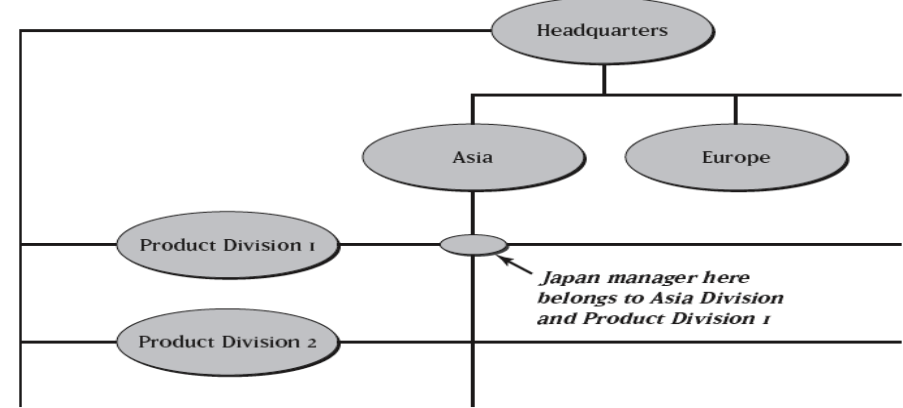 Headquarters
Asia
Europe
Product Division 1
Japan manager here
belongs to Asia Division
and Product Division 1
Product Division 2